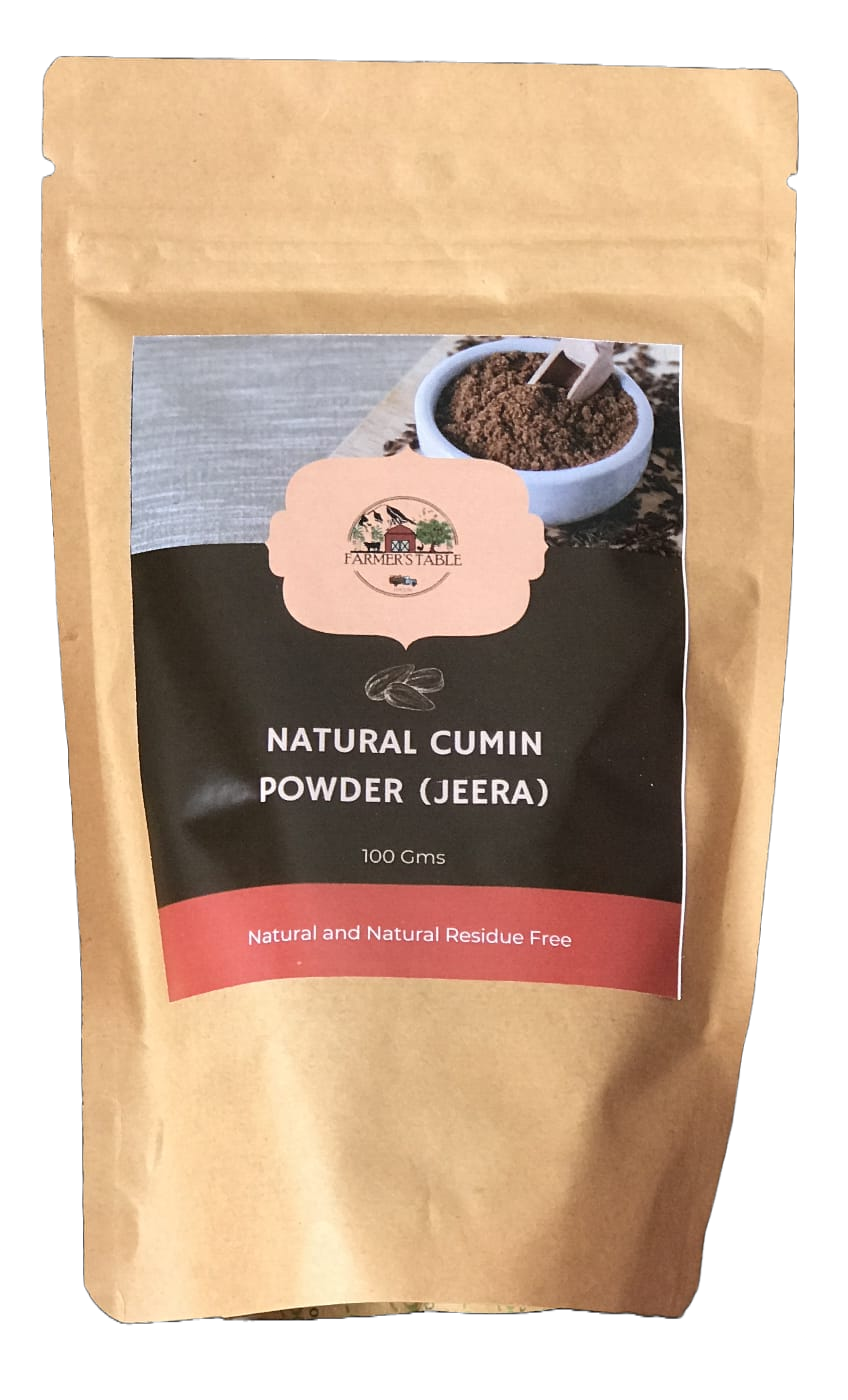 FARMER'S TABLE
NATURAL CUMIN
POWDER (JEERA)
100 Gms
Natural and Natural Residue Free